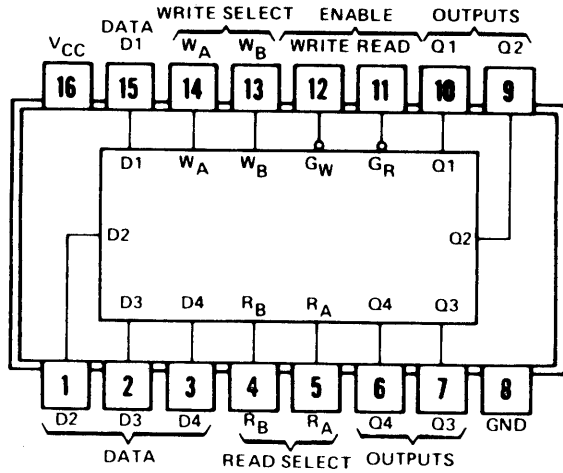 WRITE SELECT ENABLE OUTPUTS
DATA
VCC D1 WA WB WRITE READ Q1 Q2
16 15 14 13 12 11 10 9
D1 WA WB GW GR Q1
D2 Q2
D3 D4 RB RA Q4 Q3
1 2 3 4 5 6 7 8
D2 D3 D4 RB RA Q4 Q3 GND
DATA READ SELECT OUTPUTS